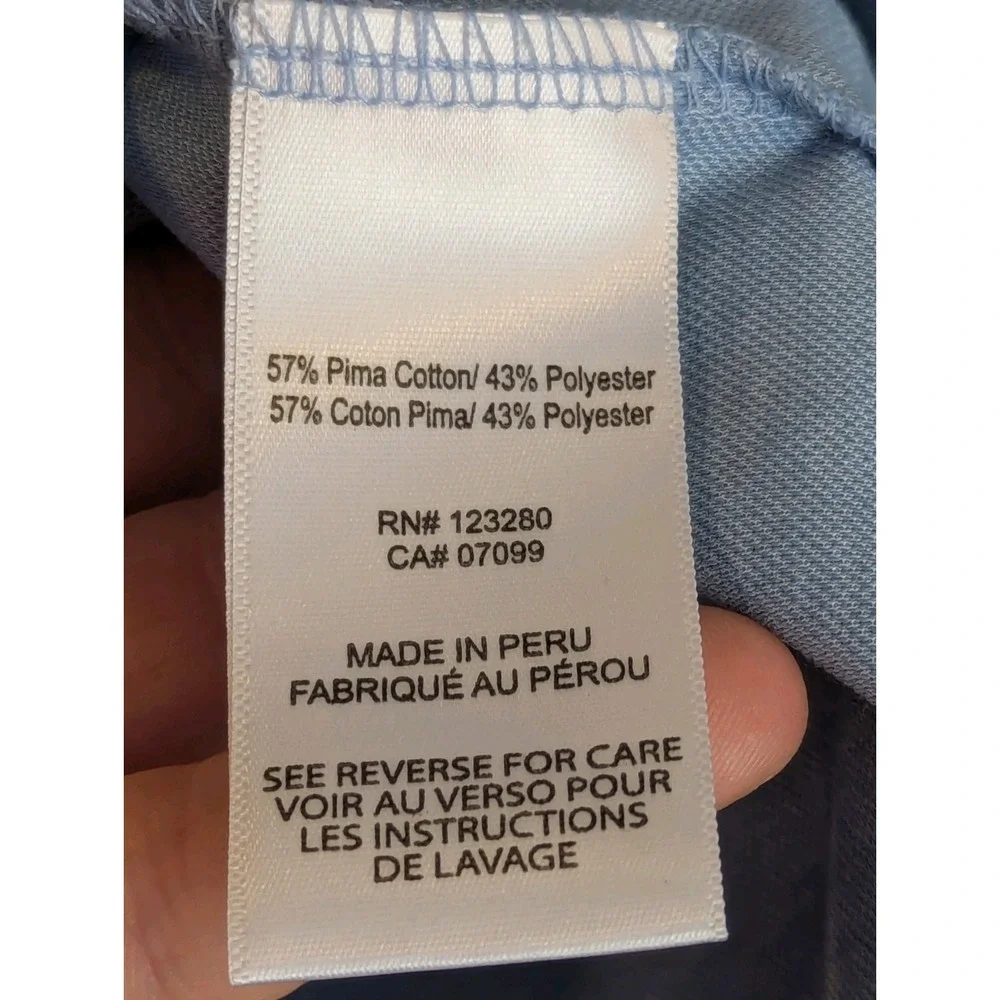 57% Pima Cotton/ 43% Polyester
57% Coton Pima/ 43% Polyester
RN# 123280
CA# 07099
MADE IN PERU
FABRIQUÉ AU PÉROU
SEE REVERSE FOR CARE
VOIR AU VERSO POUR
LES INSTRUCTIONS
DE LAVAGE